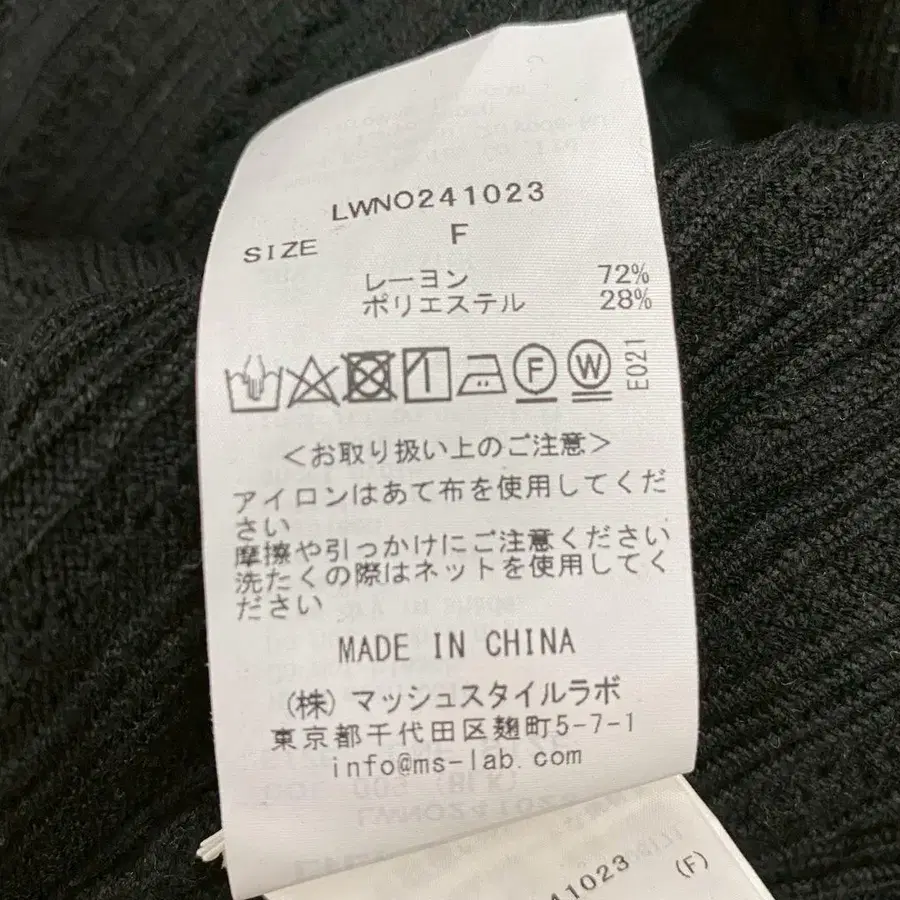 LWNO241023
SIZE F
レーヨン 72%
ポリエステル 28%
F W E021
<お取り扱い上のご注意>
アイロンはあて布を使用してくだ
さい
摩擦や引っかけにご注意ください
洗たくの際はネットを使用してく
ださい
MADE IN CHINA
(株)マッシュスタイルラボ
東京都千代田区麹町5-7-1
info@ms-lab.com
41023 (F)